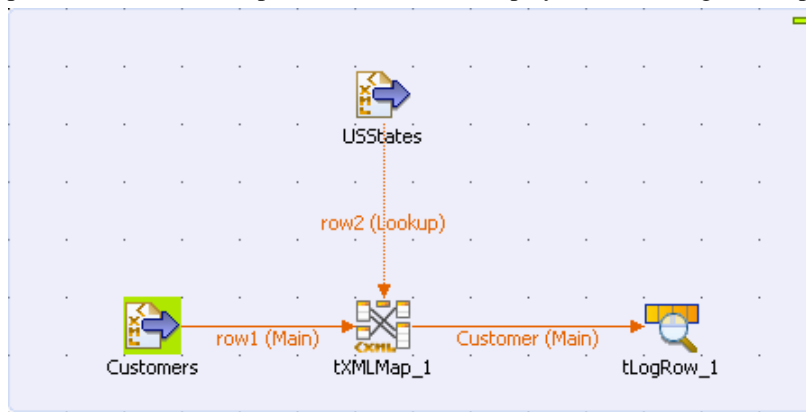 USStates
row2 (Lookup)
row1 (Main)
Customer (Main)
Customers
tXMLMap_1
tLogRow_1